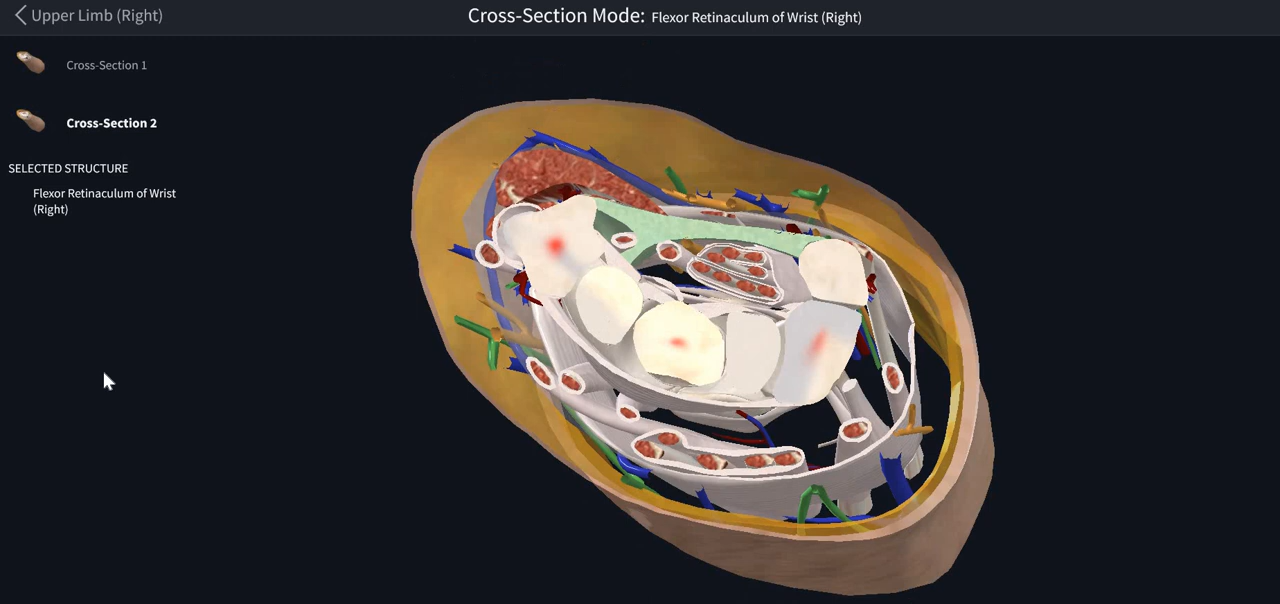 Upper Limb (Right)
Cross-Section Mode: Flexor Retinaculum of Wrist (Right)
Cross-Section 1
Cross-Section 2
SELECTED STRUCTURE
Flexor Retinaculum of Wrist
(Right)